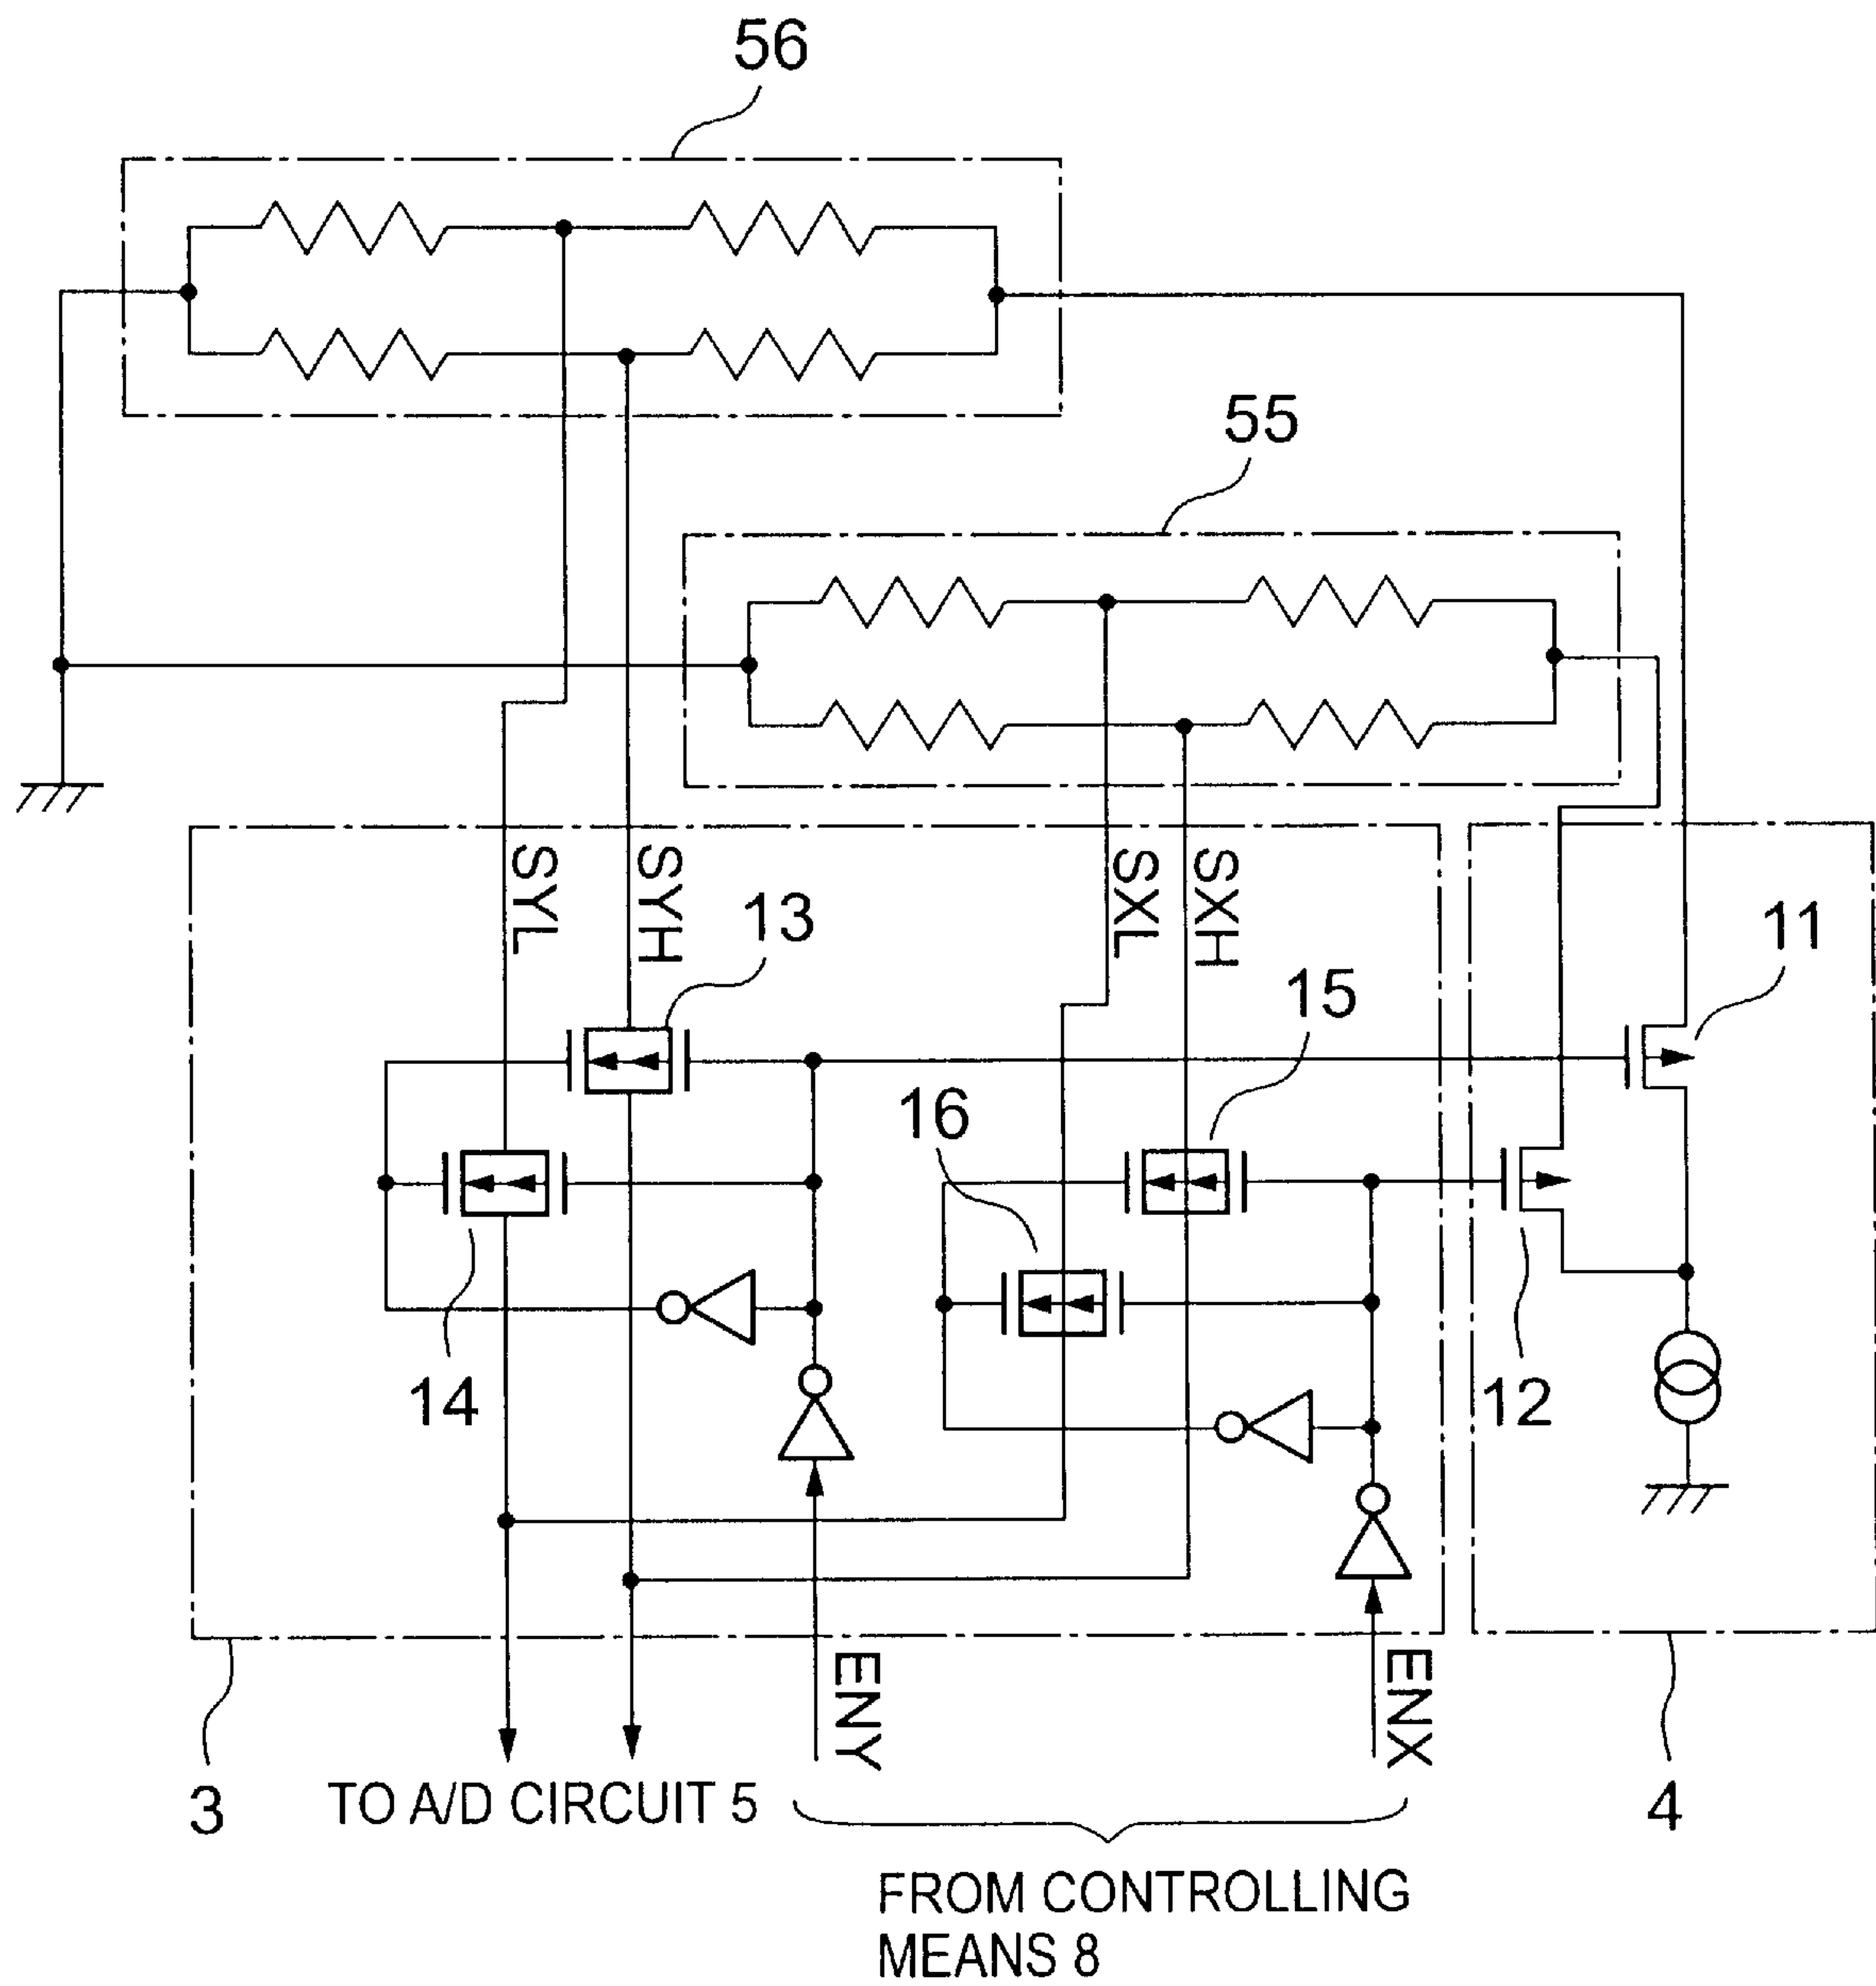 56
55
SYL
SYH
SXL
SXH
13
11
15
16
14
12
ENY
ENX
3
TO A/D CIRCUIT 5
4
FROM CONTROLLING
MEANS 8